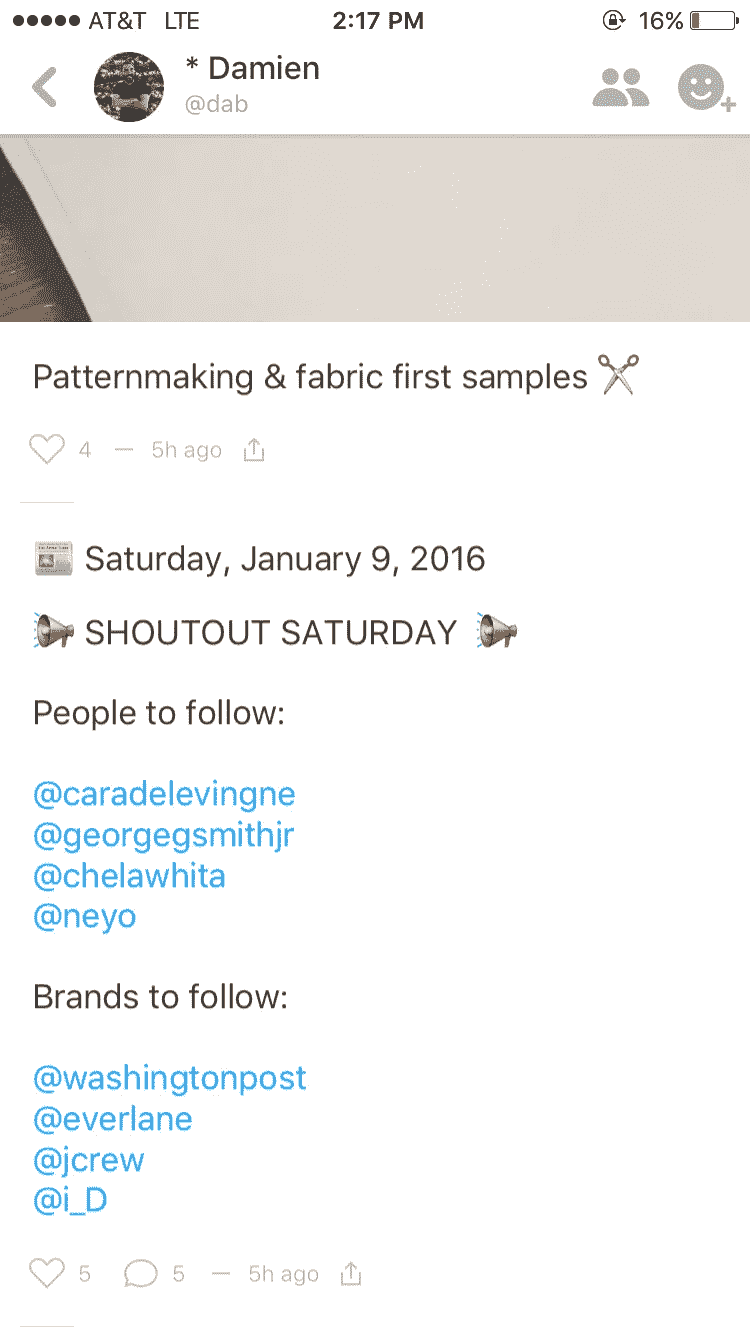 ●●●●● AT&T LTE 2:17 PM 16%
* Damien
@dab
Patternmaking & fabric first samples ✂️
4 — 5h ago
📰 Saturday, January 9, 2016
📣 SHOUTOUT SATURDAY 📣
People to follow:
@caradelevingne
@georgegsmithjr
@chelawhita
@neyo
Brands to follow:
@washingtonpost
@everlane
@jcrew
@i_D
5 5 — 5h ago